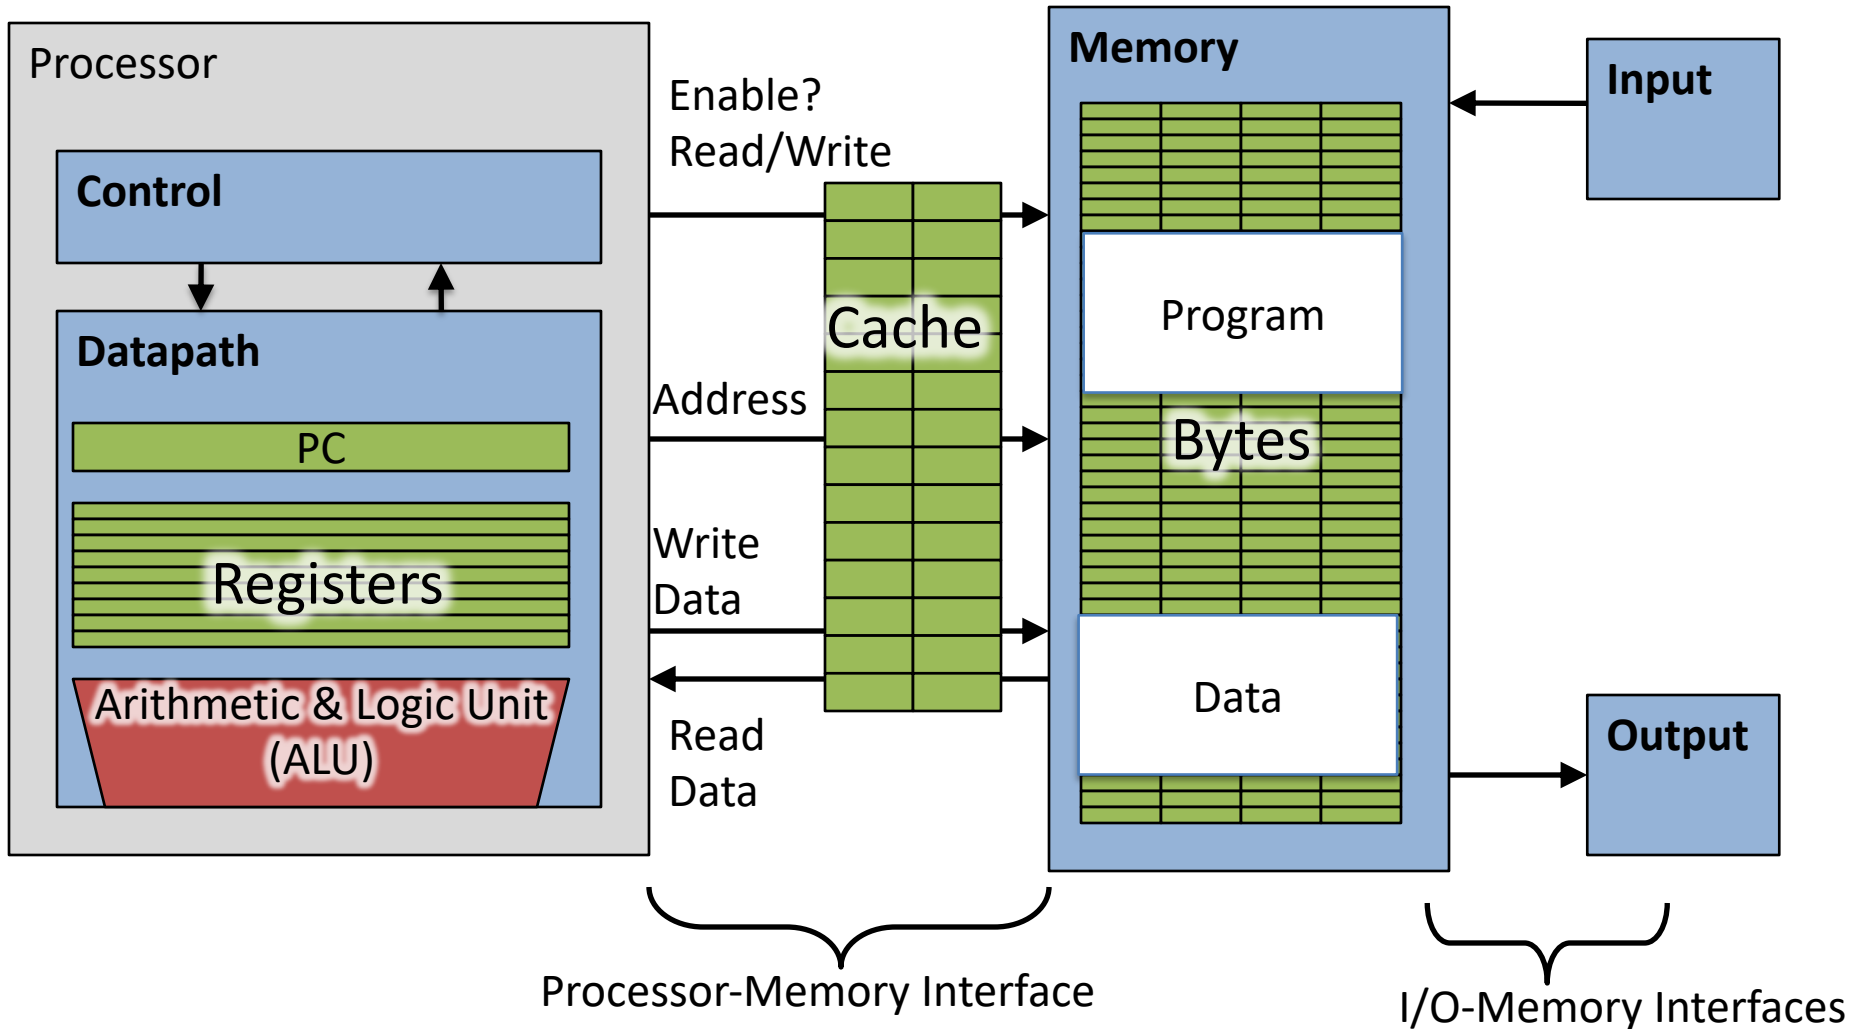 Processor
Control
Datapath
PC
Registers
Arithmetic & Logic Unit
(ALU)
Enable?
Read/Write
Cache
Address
Write
Data
Read
Data
Memory
Program
Bytes
Data
Input
Output
Processor-Memory Interface
I/O-Memory Interfaces